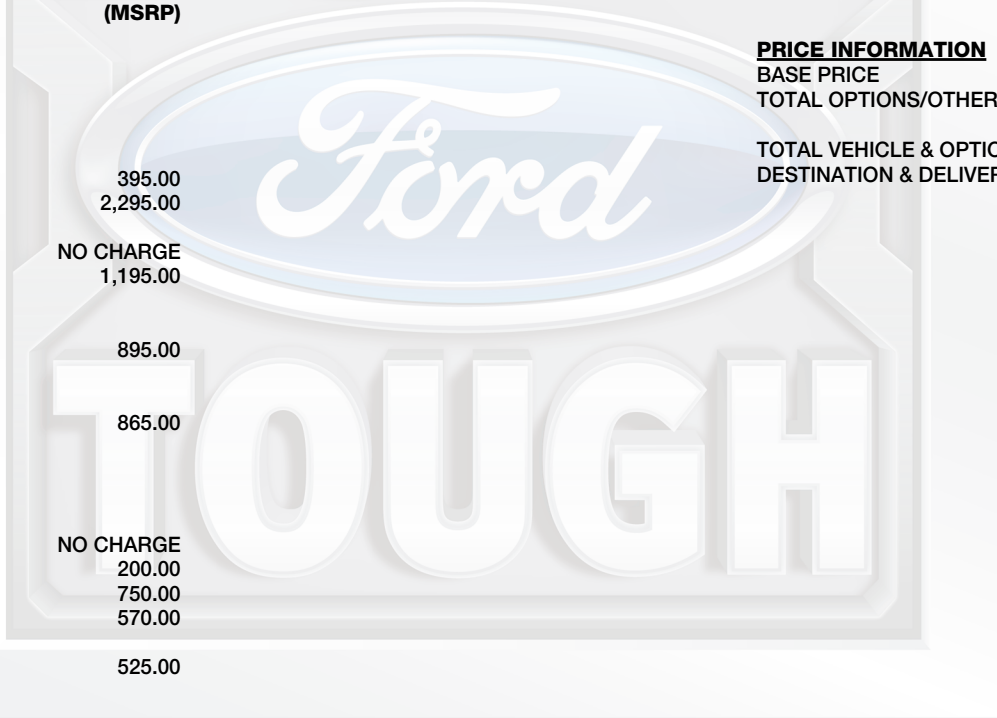 (MSRP)
PRICE INFORMATION
BASE PRICE
TOTAL OPTIONS/OTHER
TOTAL VEHICLE & OPTIO
DESTINATION & DELIVER
395.00
2,295.00
NO CHARGE
1,195.00
895.00
865.00
NO CHARGE
200.00
750.00
570.00
525.00
Ford
TOUGH